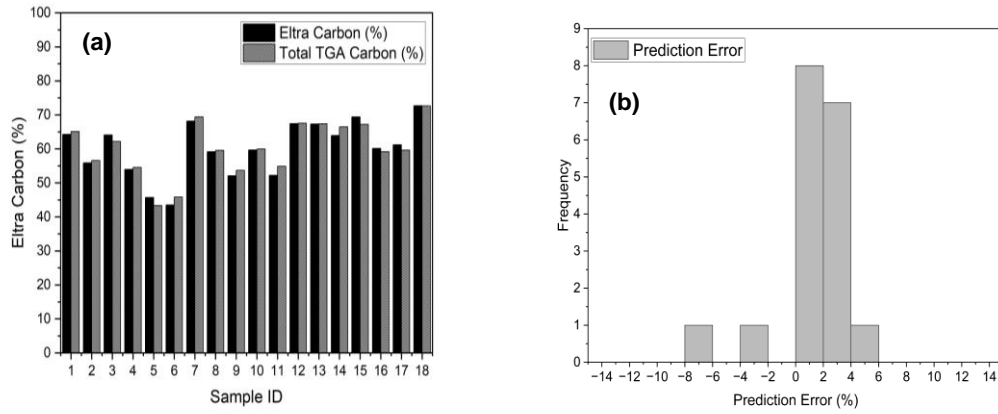 (a)
Eltra Carbon (%)
Total TGA Carbon (%)
Eltra Carbon (%)
100
90
80
70
60
50
40
30
20
10
0
1 2 3 4 5 6 7 8 9 10 11 12 13 14 15 16 17 18
Sample ID
(b)
Prediction Error
Frequency
9
8
7
6
5
4
3
2
1
0
−14 −12 −10 −8 −6 −4 −2 0 2 4 6 8 10 12 14
Prediction Error (%)